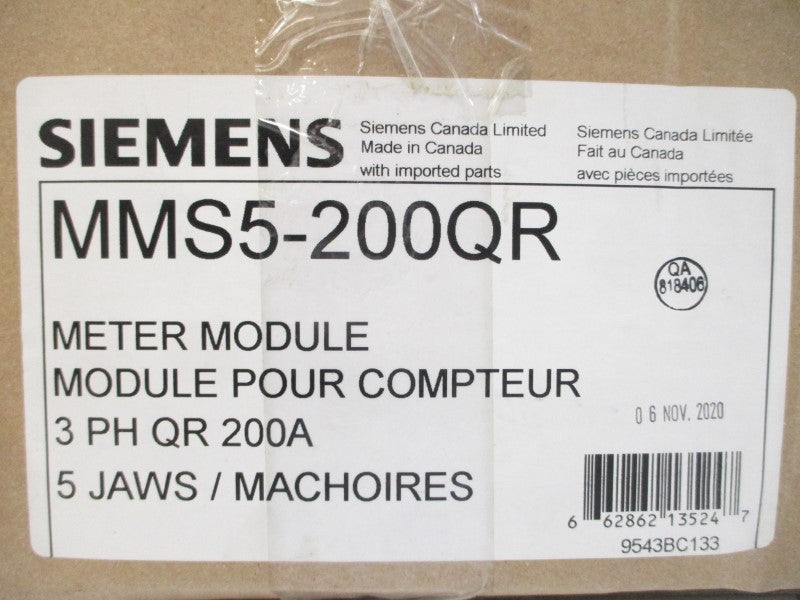 SIEMENS
Siemens Canada Limited
Made in Canada
with imported parts
Siemens Canada Limitée
Fait au Canada
avec pièces importées
MMS5-200QR
QA
818406
METER MODULE
MODULE POUR COMPTEUR
3 PH QR 200A
5 JAWS / MACHOIRES
06 NOV. 2020
6 62862 13524 7
9543BC133